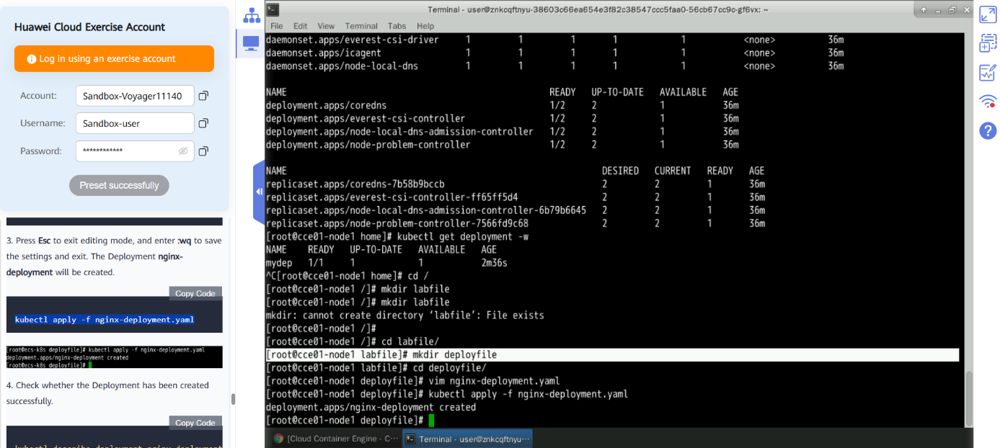 Huawei Cloud Exercise Account
Log in using an exercise account
Account: Sandbox-Voyager11140
Username: Sandbox-user
Password: ************
Preset successfully
3. Press Esc to exit editing mode, and enter :wq to save
the settings and exit. The Deployment nginx-
deployment will be created.
Copy Code
kubectl apply -f nginx-deployment.yaml
[root@ecs-k8s deployfile]# kubectl apply -f nginx-deployment.yaml
deployment.apps/nginx-deployment created
[root@ecs-k8s deployfile]#
4. Check whether the Deployment has been created
successfully.
Copy Code
kubectl describe deployment nginx-deployment
Terminal - user@znkcqftnyu-38603c66ea654e3f82c38547ccc5faa0-56cb67cc9c-gf6vx: ~
File Edit View Terminal Tabs Help
daemonset.apps/everest-csi-driver 1 1 1 1 1 <none> 36m
daemonset.apps/icagent 1 1 1 1 1 <none> 36m
daemonset.apps/node-local-dns 1 1 1 1 1 <none> 36m
NAME READY UP-TO-DATE AVAILABLE AGE
deployment.apps/coredns 1/2 2 1 36m
deployment.apps/everest-csi-controller 1/2 2 1 36m
deployment.apps/node-local-dns-admission-controller 1/2 2 1 36m
deployment.apps/node-problem-controller 1/2 2 1 36m
NAME DESIRED CURRENT READY AGE
replicaset.apps/coredns-7b58b9bccb 2 2 1 36m
replicaset.apps/everest-csi-controller-ff65ff5d4 2 2 1 36m
replicaset.apps/node-local-dns-admission-controller-6b79b6645 2 2 1 36m
replicaset.apps/node-problem-controller-7566fd9c68 2 2 1 36m
[root@cce01-node1 home]# kubectl get deployment -w
NAME READY UP-TO-DATE AVAILABLE AGE
mydep 1/1 1 1 2m36s
^C[root@cce01-node1 home]# cd /
[root@cce01-node1 /]# mkdir labfile
[root@cce01-node1 /]# mkdir labfile
mkdir: cannot create directory ‘labfile’: File exists
[root@cce01-node1 /]#
[root@cce01-node1 /]# cd labfile/
[root@cce01-node1 labfile]# mkdir deployfile
[root@cce01-node1 labfile]# cd deployfile/
[root@cce01-node1 deployfile]# vim nginx-deployment.yaml
[root@cce01-node1 deployfile]# kubectl apply -f nginx-deployment.yaml
deployment.apps/nginx-deployment created
[root@cce01-node1 deployfile]#
[Cloud Container Engine - C··· Terminal - user@znkcqftnyu···